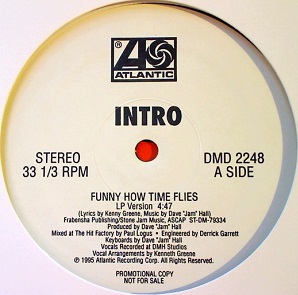 ATLANTIC
INTRO
STEREO
33 1/3 RPM
DMD 2248
A SIDE
FUNNY HOW TIME FLIES
LP Version 4:47
(Lyrics by Kenny Greene, Music by Dave "Jam" Hall)
Frabensha Publishing/Stone Jam Music, ASCAP ST-DM-79334
Produced by Dave "Jam" Hall
Mixed at The Hit Factory by Paul Logus • Engineered by Derrick Garrett
Keyboards by Dave "Jam" Hall
Vocals Recorded at DMH Studios
Vocal Arrangements by Kenneth Greene
℗ 1995 Atlantic Recording Corp. All Rights Reserved.
PROMOTIONAL COPY
NOT FOR SALE